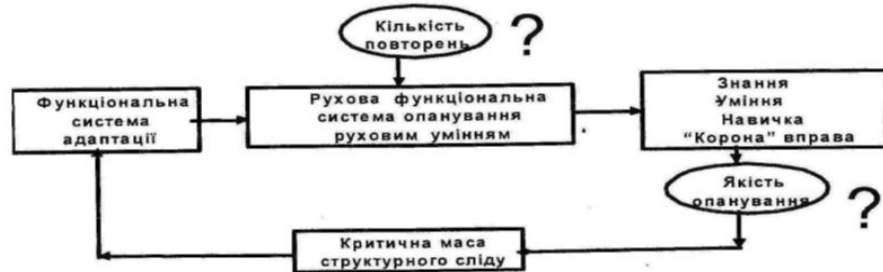 Кількість
повторень
?
Функціональна
система
адаптації
Рухова функціональна
система опанування
руховим умінням
Знання
Уміння
Навичка
“Корона” вправа
Якість
опанування
?
Критична маса
структурного сліду